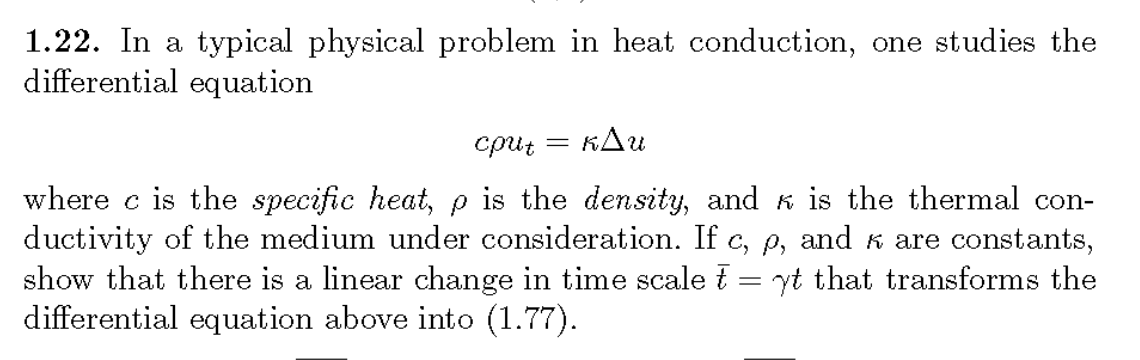 1.22. In a typical physical problem in heat conduction, one studies the
differential equation
cρu_t = κΔu
where c is the specific heat, ρ is the density, and κ is the thermal con-
ductivity of the medium under consideration. If c, ρ, and κ are constants,
show that there is a linear change in time scale t̄ = γt that transforms the
differential equation above into (1.77).